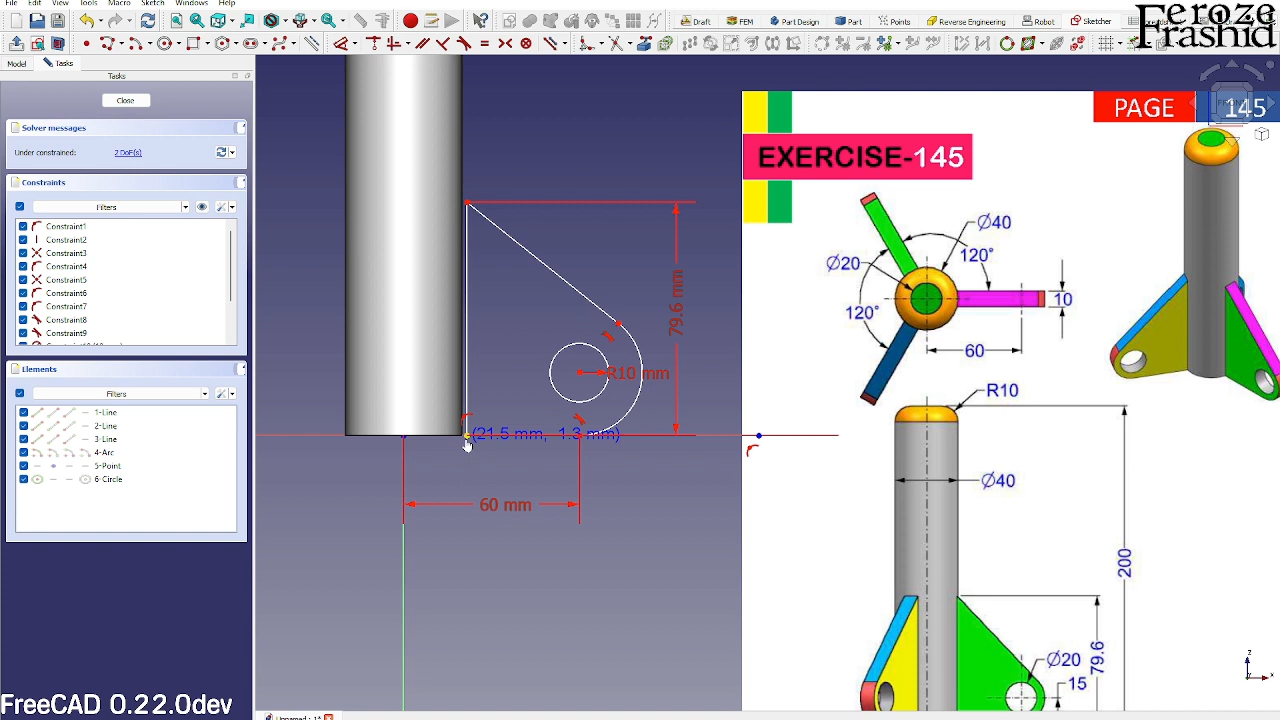 File Edit View Tools Macro Sketch Windows Help
Feroze
Frashid
Draft FEM Part Design Part Points Reverse Engineering Robot Sketcher
Model Tasks
Tasks
Close
Solver messages
Under constrained: 2 DoF(s)
Constraints
Filters
Constraint1
Constraint2
Constraint3
Constraint4
Constraint5
Constraint6
Constraint7
Constraint8
Constraint9
Elements
Filters
1-Line
2-Line
3-Line
4-Arc
5-Point
6-Circle
79.6 mm
R10 mm
(21.5 mm, 1.3 mm)
60 mm
PAGE 145
EXERCISE-145
Ø40
Ø20
120°
120°
10
60
R10
Ø40
200
79.6
Ø20
15
FreeCAD 0.22.0dev
Unnamed : 1*